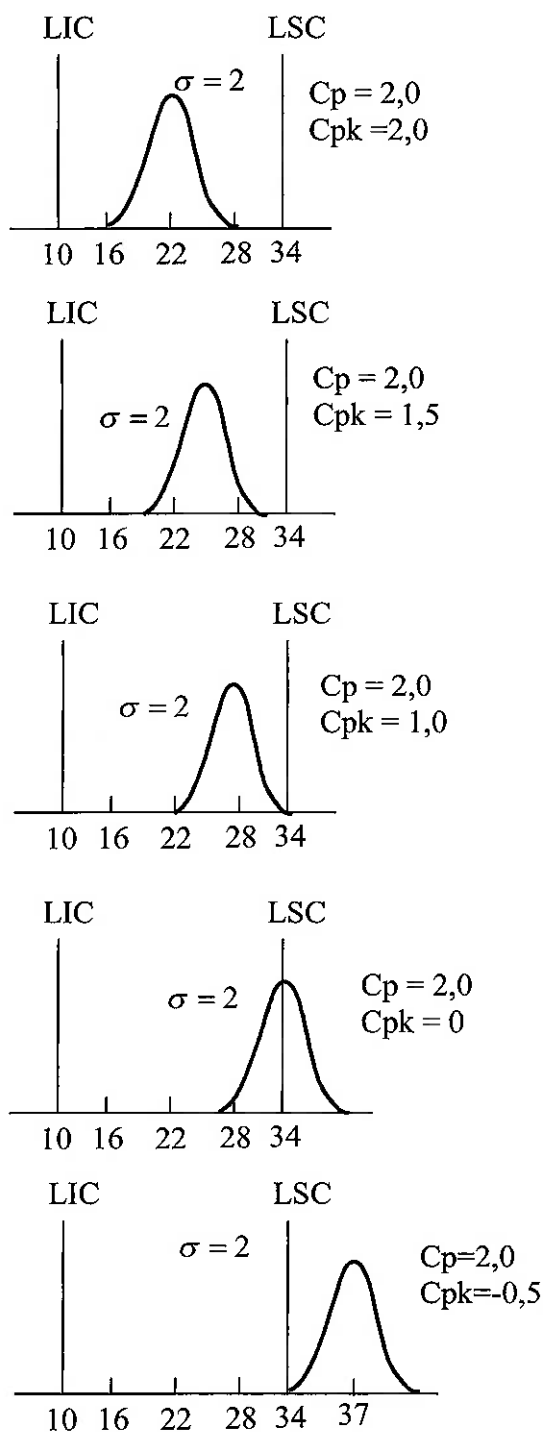 LIC LSC
σ = 2
Cp = 2,0
Cpk =2,0
10 16 22 28 34
LIC LSC
Cp = 2,0
σ = 2
Cpk = 1,5
10 16 22 28 34
LIC LSC
Cp = 2,0
σ = 2
Cpk = 1,0
10 16 22 28 34
LIC LSC
Cp = 2,0
σ = 2
Cpk = 0
10 16 22 28 34
LIC LSC
σ = 2
Cp=2,0
Cpk=-0,5
10 16 22 28 34 37